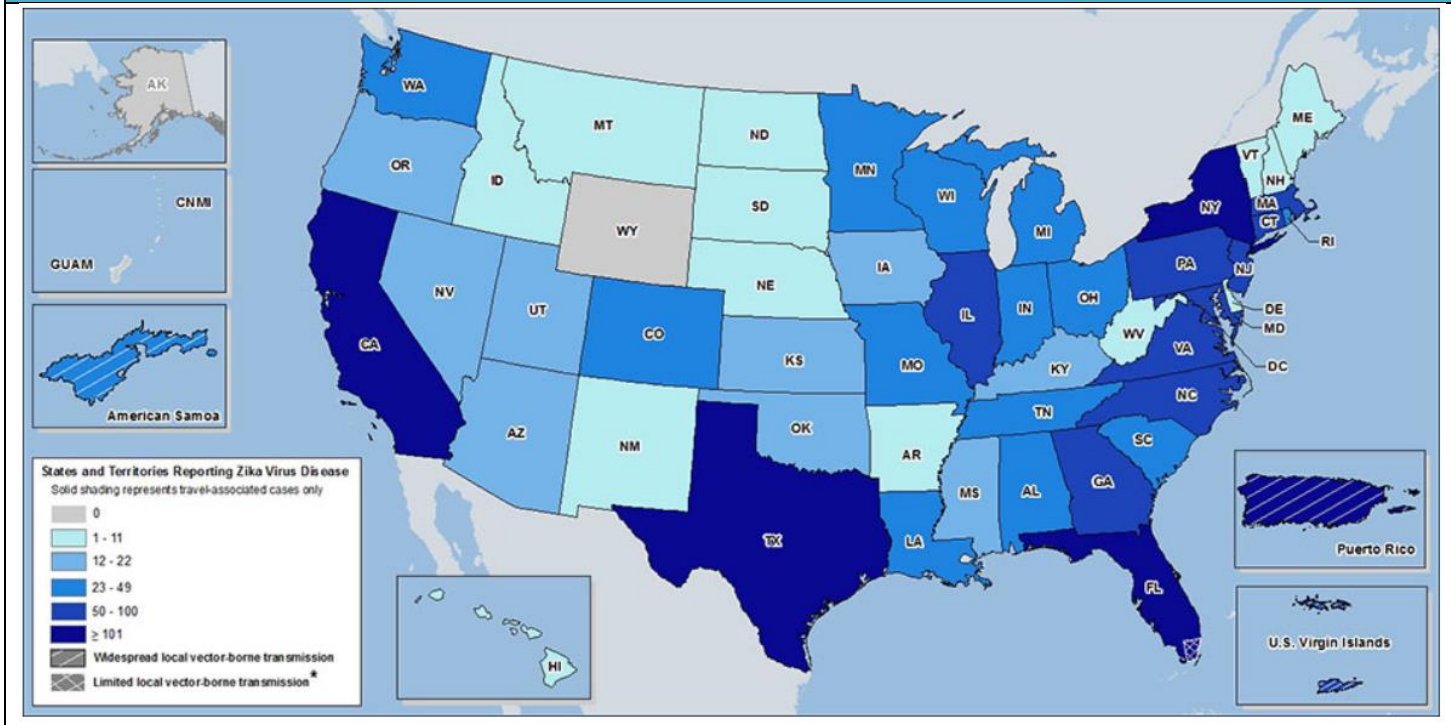 AK
CNMI
GUAM
American Samoa
WA
OR
ID
MT
ND
SD
WY
NE
MN
WI
MI
IA
NV
UT
CO
CA
AZ
NM
KS
OK
TX
MO
AR
LA
IL
IN
OH
KY
TN
MS
AL
GA
FL
SC
NC
VA
WV
PA
NY
VT
NH
ME
MA
CT
RI
NJ
DE
MD
DC
HI
Puerto Rico
U.S. Virgin Islands
States and Territories Reporting Zika Virus Disease
Solid shading represents travel-associated cases only
0
1 - 11
12 - 22
23 - 49
50 - 100
≥ 101
Widespread local vector-borne transmission
Limited local vector-borne transmission*